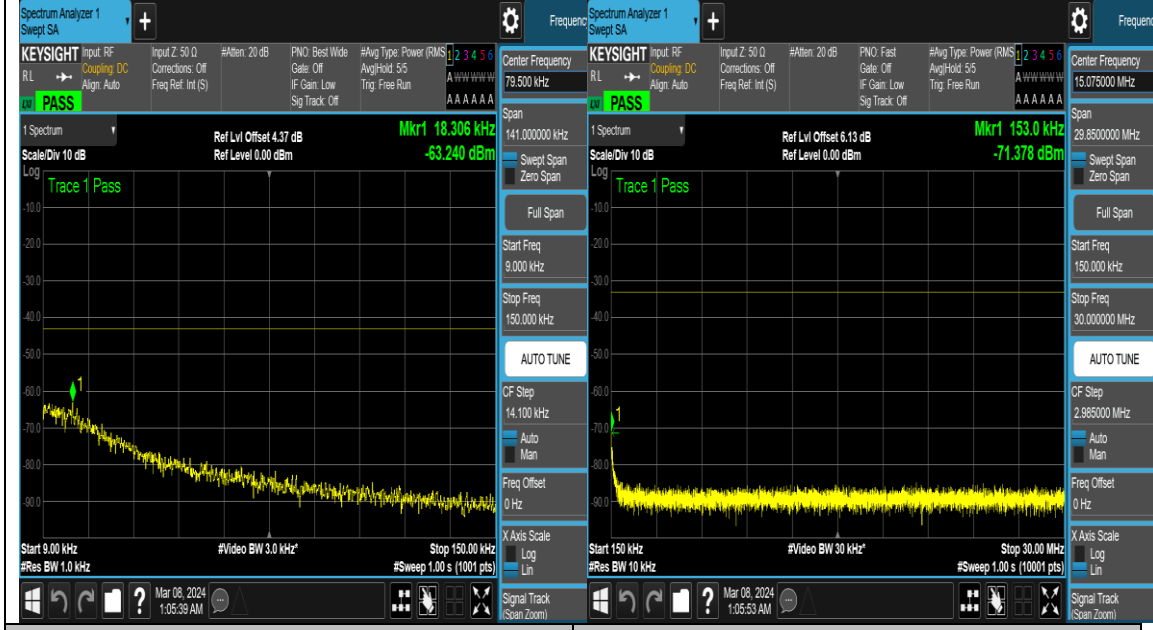 Spectrum Analyzer 1
Swept SA
+
Frequenc
KEYSIGHT
RL
Input: RF
Coupling: DC
Align: Auto
Input Z: 50 Ω
Corrections: Off
Freq Ref: Int (S)
#Atten: 20 dB
PNO: Best Wide
Gate: Off
IF Gain: Low
Sig Track: Off
#Avg Type: Power (RMS
Avg|Hold: 5/5
Trig: Free Run
1 2 3 4 5 6
A W W W W W
A A A A A A
LXI PASS
1 Spectrum
Scale/Div 10 dB
Ref Lvl Offset 4.37 dB
Ref Level 0.00 dBm
Mkr1 18.306 kHz
-63.240 dBm
Log
Trace 1 Pass
-10.0
-20.0
-30.0
-40.0
-50.0
-60.0
-70.0
-80.0
-90.0
1
Start 9.00 kHz
#Res BW 1.0 kHz
#Video BW 3.0 kHz*
Stop 150.00 kHz
#Sweep 1.00 s (1001 pts)
Mar 08, 2024
1:05:39 AM
Center Frequency
79.500 kHz
Span
141.000000 kHz
Swept Span
Zero Span
Full Span
Start Freq
9.000 kHz
Stop Freq
150.000 kHz
AUTO TUNE
CF Step
14.100 kHz
Auto
Man
Freq Offset
0 Hz
X Axis Scale
Log
Lin
Signal Track
(Span Zoom)
Spectrum Analyzer 1
Swept SA
+
Frequenc
KEYSIGHT
RL
Input: RF
Coupling: DC
Align: Auto
Input Z: 50 Ω
Corrections: Off
Freq Ref: Int (S)
#Atten: 20 dB
PNO: Fast
Gate: Off
IF Gain: Low
Sig Track: Off
#Avg Type: Power (RMS
Avg|Hold: 5/5
Trig: Free Run
1 2 3 4 5 6
A W W W W W
A A A A A A
LXI PASS
1 Spectrum
Scale/Div 10 dB
Ref Lvl Offset 6.13 dB
Ref Level 0.00 dBm
Mkr1 153.0 kHz
-71.378 dBm
Log
Trace 1 Pass
-10.0
-20.0
-30.0
-40.0
-50.0
-60.0
-70.0
-80.0
-90.0
1
Start 150 kHz
#Res BW 10 kHz
#Video BW 30 kHz*
Stop 30.00 MHz
#Sweep 1.00 s (10001 pts)
Mar 08, 2024
1:05:53 AM
Center Frequency
15.075000 MHz
Span
29.8500000 MHz
Swept Span
Zero Span
Full Span
Start Freq
150.000 kHz
Stop Freq
30.000000 MHz
AUTO TUNE
CF Step
2.985000 MHz
Auto
Man
Freq Offset
0 Hz
X Axis Scale
Log
Lin
Signal Track
(Span Zoom)